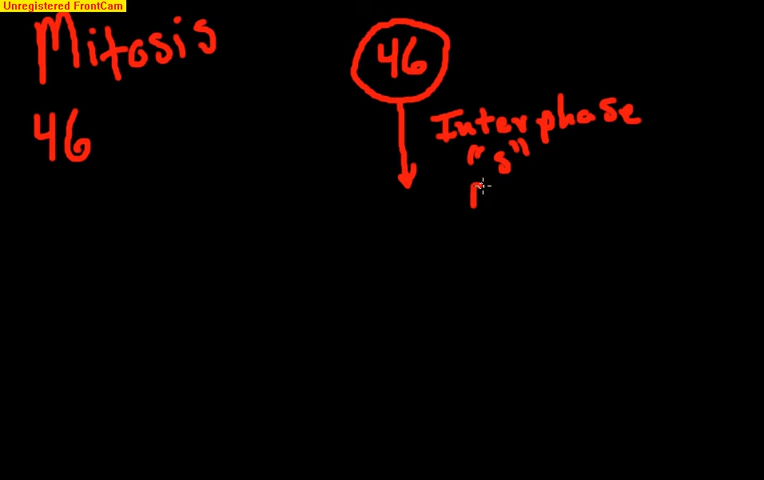 Unregistered FrontCam
Mitosis
46
46
Interphase
"s"